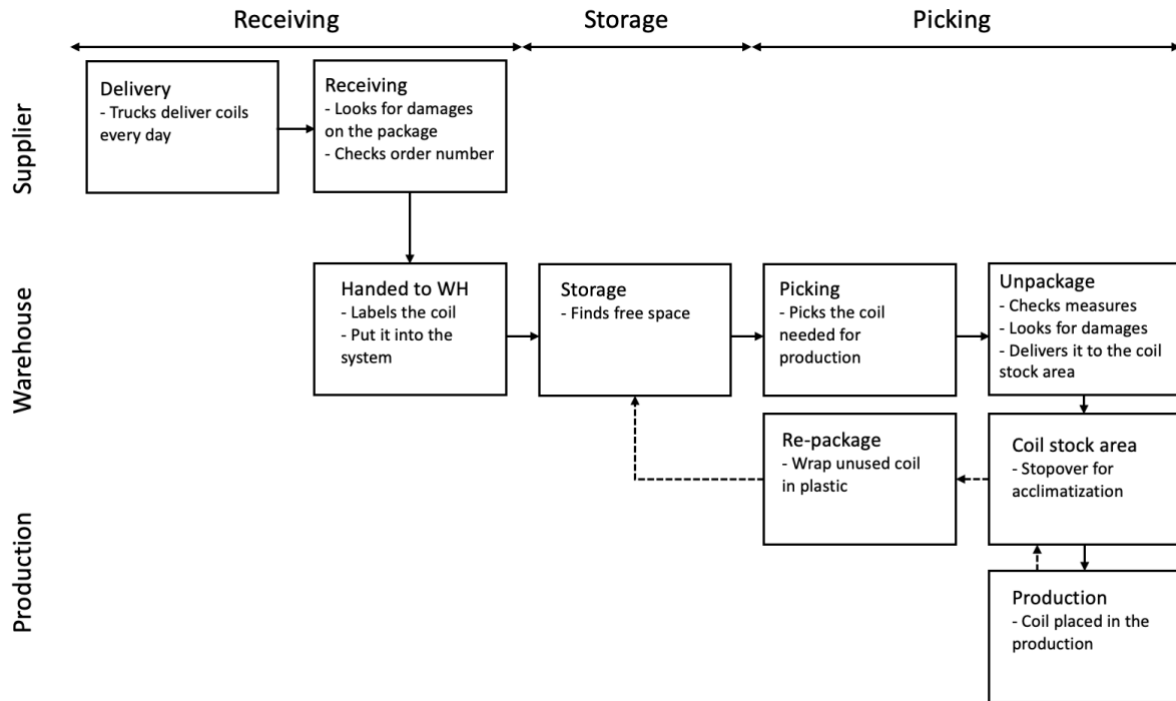 Receiving
Storage
Picking
Supplier
Delivery
- Trucks deliver coils
every day
Receiving
- Looks for damages
on the package
- Checks order number
Warehouse
Handed to WH
- Labels the coil
- Put it into the
system
Storage
- Finds free space
Picking
- Picks the coil
needed for
production
Unpackage
- Checks measures
- Looks for damages
- Delivers it to the coil
stock area
Re-package
- Wrap unused coil
in plastic
Coil stock area
- Stopover for
acclimatization
Production
Production
- Coil placed in the
production